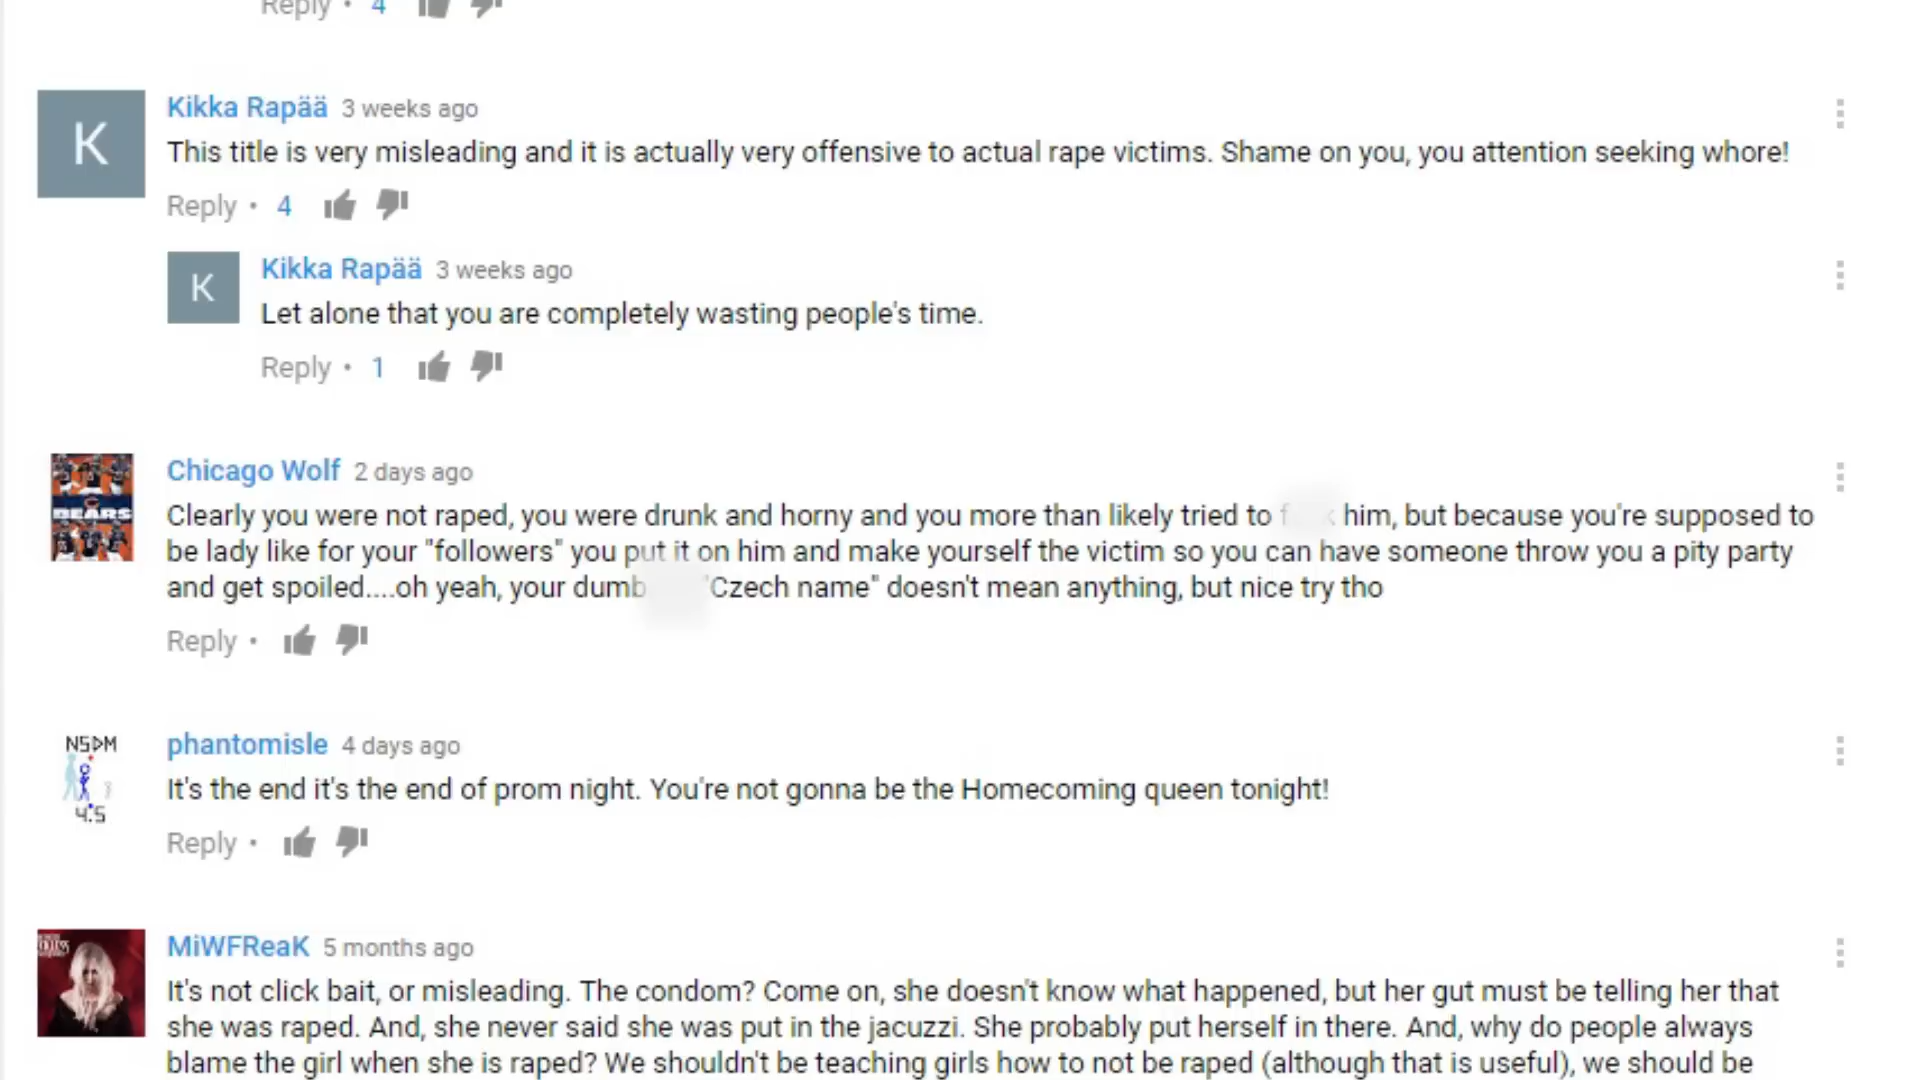 Reply • 4
K
Kikka Rapää 3 weeks ago
This title is very misleading and it is actually very offensive to actual rape victims. Shame on you, you attention seeking whore!
Reply • 4
K
Kikka Rapää 3 weeks ago
Let alone that you are completely wasting people's time.
Reply • 1
BEARS
Chicago Wolf 2 days ago
Clearly you were not raped, you were drunk and horny and you more than likely tried to him, but because you're supposed to
be lady like for your "followers" you put it on him and make yourself the victim so you can have someone throw you a pity party
and get spoiled....oh yeah, your dumb "Czech name" doesn't mean anything, but nice try tho
Reply •
NSDM
4.5
phantomisle 4 days ago
It's the end it's the end of prom night. You're not gonna be the Homecoming queen tonight!
Reply •
MiWFReaK 5 months ago
It's not click bait, or misleading. The condom? Come on, she doesn't know what happened, but her gut must be telling her that
she was raped. And, she never said she was put in the jacuzzi. She probably put herself in there. And, why do people always
blame the girl when she is raped? We shouldn't be teaching girls how to not be raped (although that is useful), we should be